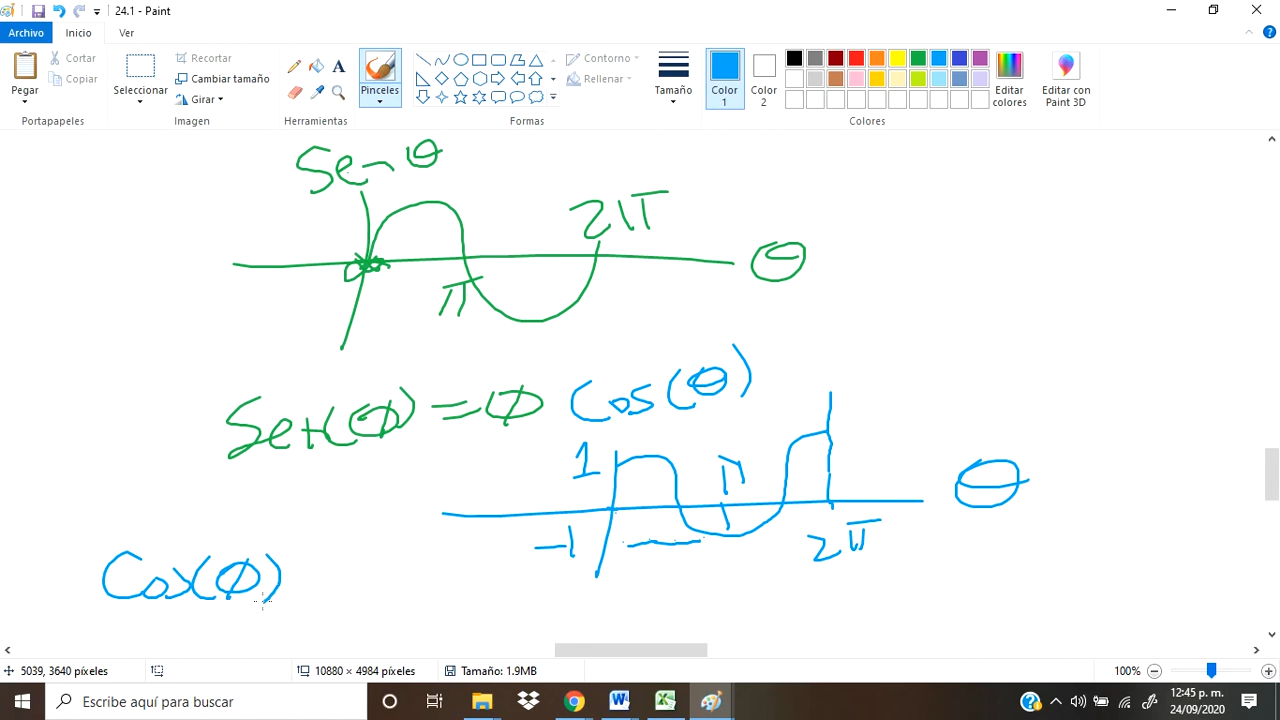 24.1 - Paint
Archivo Inicio Ver
Pegar
Cortar
Copiar
Portapapeles
Seleccionar
Recortar
Cambiar tamaño
Girar
Imagen
A
Herramientas
Pinceles
Contorno
Rellenar
Formas
Tamaño
Color 1
Color 2
Editar colores
Editar con Paint 3D
Colores
Sen θ
2π
θ
π
Sen(Φ) = Φ
Cos(θ)
1
π
θ
-1
2π
Cos(Φ)
5039, 3640 píxeles
10880 × 4984 píxeles
Tamaño: 1.9MB
100%
Escribe aquí para buscar
12:45 p. m.
24/09/2020